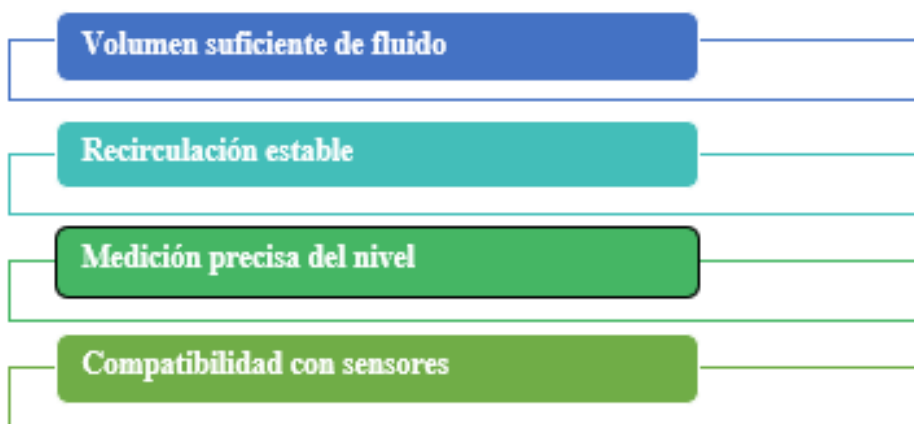 Volumen suficiente de fluido
Recirculación estable
Medición precisa del nivel
Compatibilidad con sensores